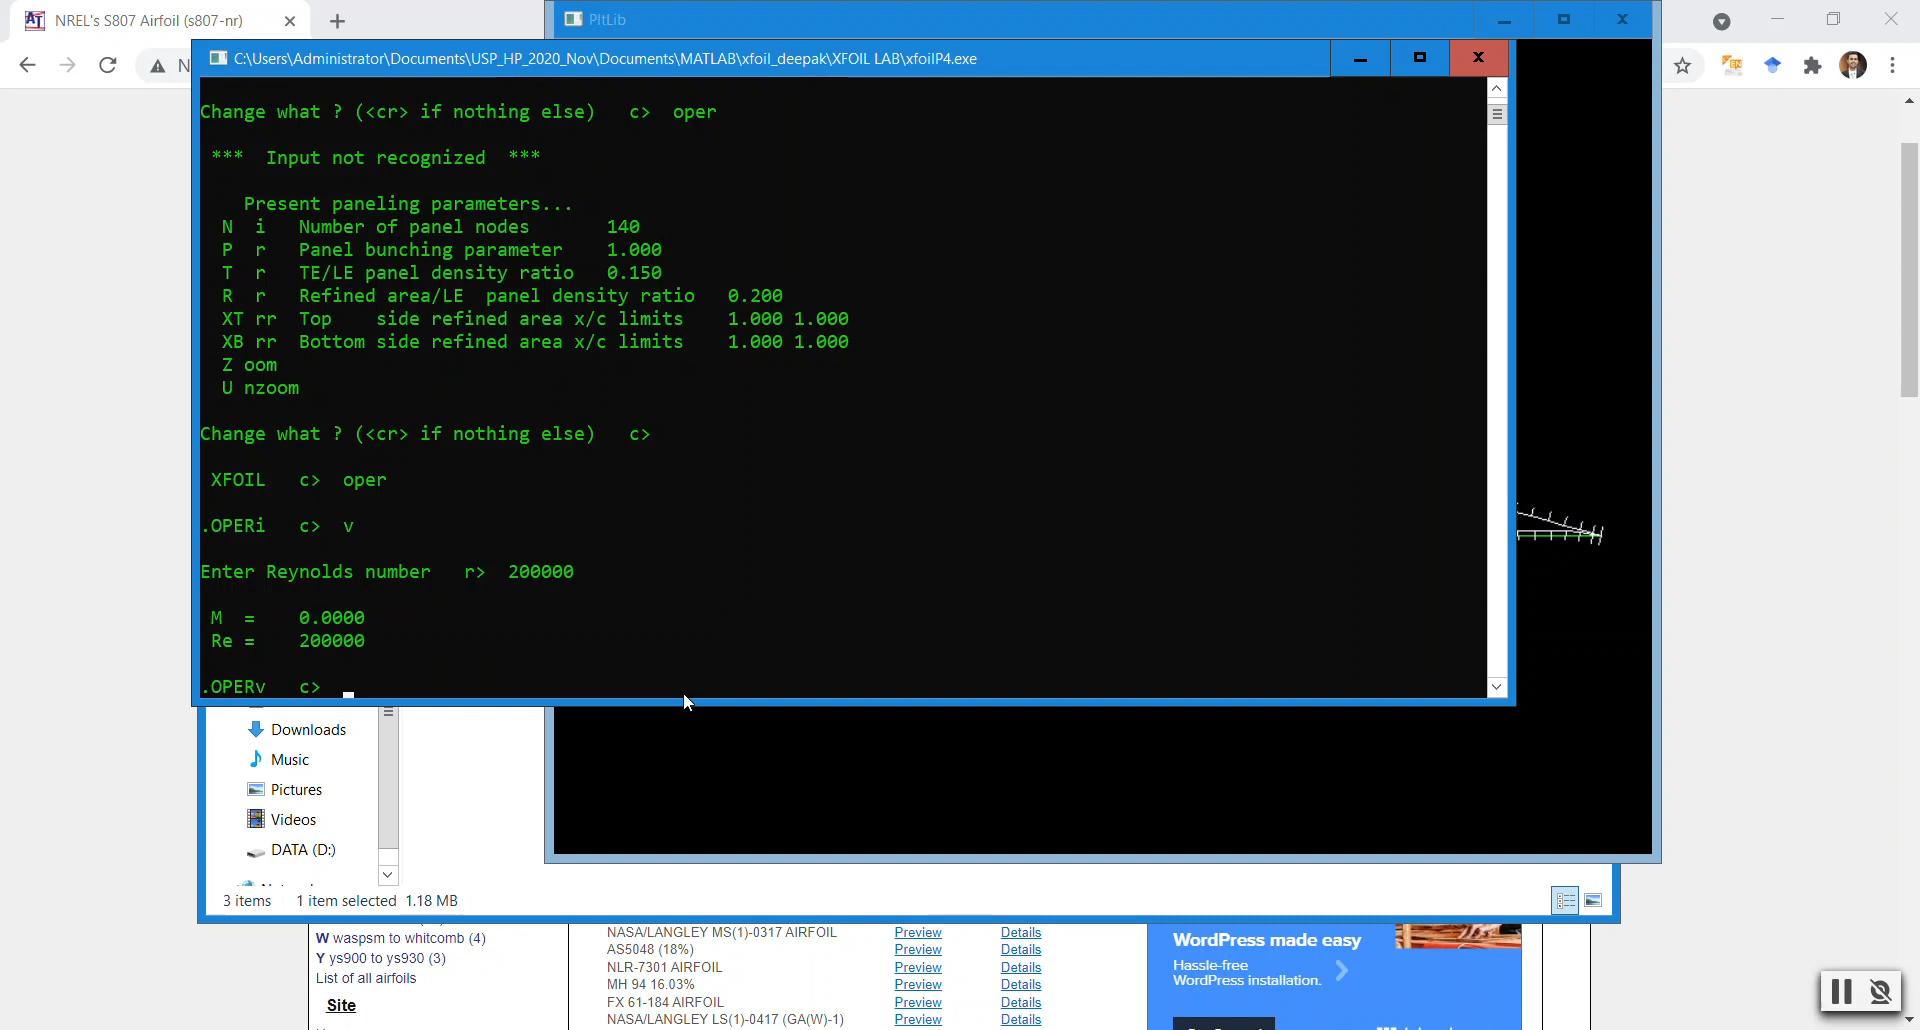 NREL's S807 Airfoil (s807-nr)
PltLib
C:\Users\Administrator\Documents\USP_HP_2020_Nov\Documents\MATLAB\xfoil_deepak\XFOIL LAB\xfoilP4.exe
Change what ? (<cr> if nothing else)   c>  oper
***  Input not recognized  ***
Present paneling parameters...
N  i   Number of panel nodes       140
P  r   Panel bunching parameter    1.000
T  r   TE/LE panel density ratio   0.150
R  r   Refined area/LE  panel density ratio   0.200
XT rr  Top    side refined area x/c limits    1.000 1.000
XB rr  Bottom side refined area x/c limits    1.000 1.000
Z oom
U nzoom
Change what ? (<cr> if nothing else)   c>
XFOIL   c>  oper
.OPERi   c>  v
Enter Reynolds number   r>  200000
M  =    0.0000
Re =    200000
.OPERv   c>
Downloads
Music
Pictures
Videos
DATA (D:)
3 items 1 item selected 1.18 MB
W waspsm to whitcomb (4)
Y ys900 to ys930 (3)
List of all airfoils
Site
NASA/LANGLEY MS(1)-0317 AIRFOIL Preview Details
AS5048 (18%) Preview Details
NLR-7301 AIRFOIL Preview Details
MH 94 16.03% Preview Details
FX 61-184 AIRFOIL Preview Details
NASA/LANGLEY LS(1)-0417 (GA(W)-1) Preview Details
WordPress made easy
Hassle-free
WordPress installation.